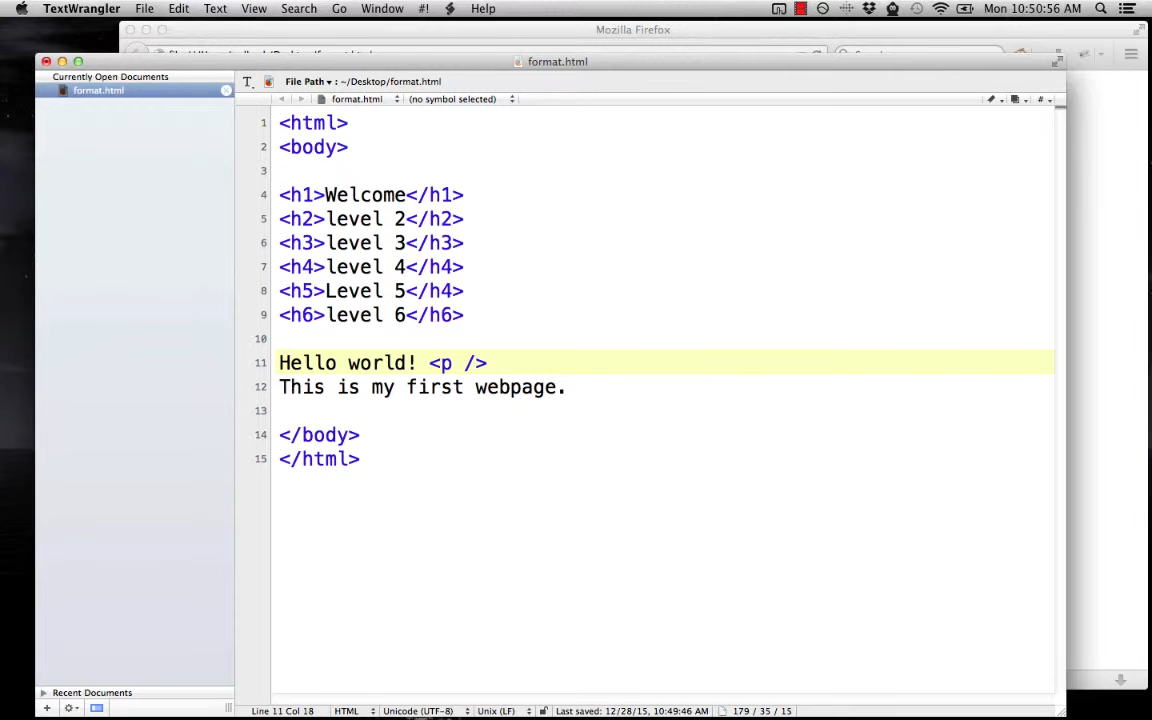 TextWrangler File Edit Text View Search Go Window #! Help Mon 10:50:56 AM
Mozilla Firefox
format.html
Currently Open Documents
File Path ▾ : ~/Desktop/format.html
format.html
format.html (no symbol selected) #
1 <html>
2 <body>
3
4 <h1>Welcome</h1>
5 <h2>level 2</h2>
6 <h3>level 3</h3>
7 <h4>level 4</h4>
8 <h5>Level 5</h4>
9 <h6>level 6</h6>
10
11 Hello world! <p />
12 This is my first webpage.
13
14 </body>
15 </html>
Recent Documents
Line 11 Col 18 HTML Unicode (UTF-8) Unix (LF) Last saved: 12/28/15, 10:49:46 AM 179 / 35 / 15